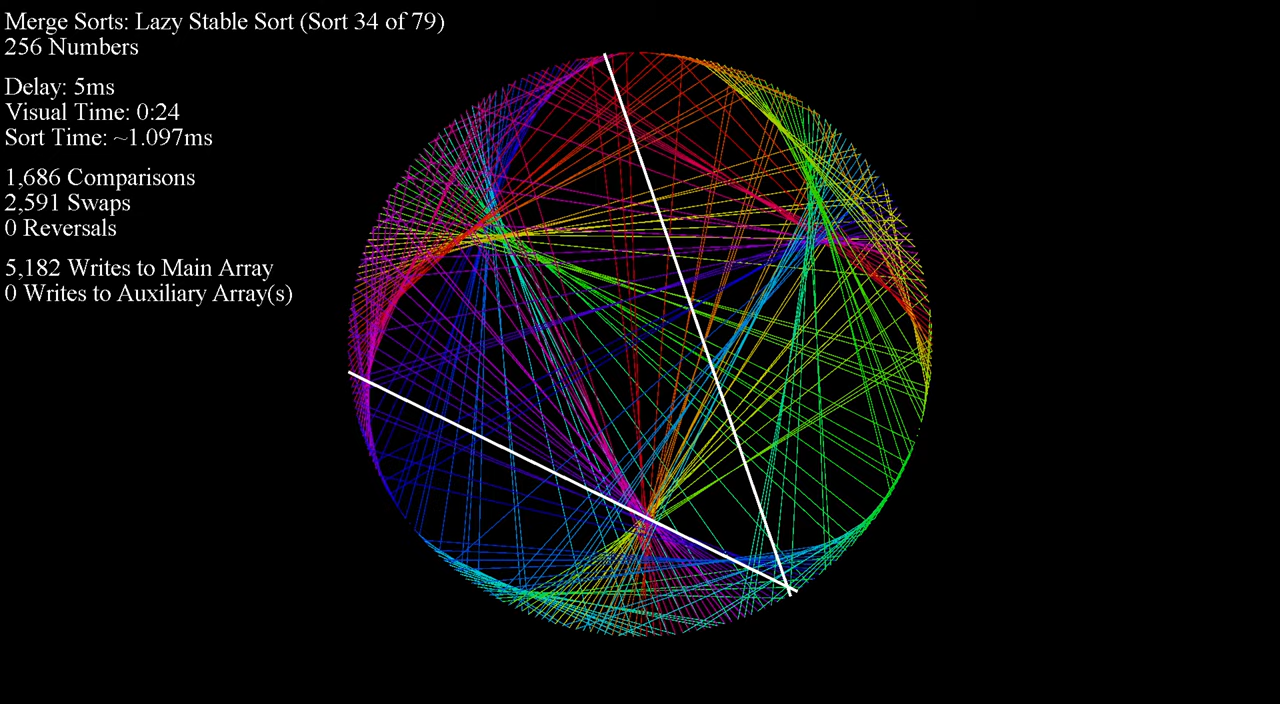 Merge Sorts: Lazy Stable Sort (Sort 34 of 79)
256 Numbers
Delay: 5ms
Visual Time: 0:24
Sort Time: ~1.097ms
1,686 Comparisons
2,591 Swaps
0 Reversals
5,182 Writes to Main Array
0 Writes to Auxiliary Array(s)